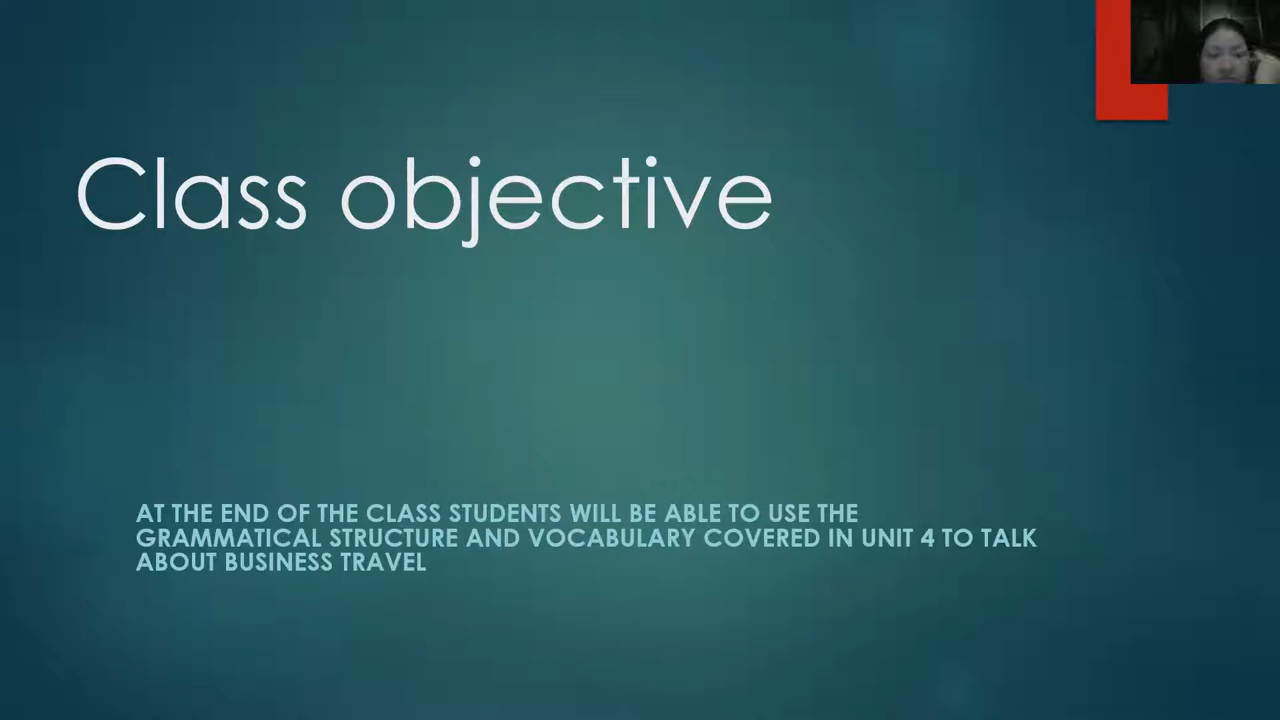 Class objective
AT THE END OF THE CLASS STUDENTS WILL BE ABLE TO USE THE
GRAMMATICAL STRUCTURE AND VOCABULARY COVERED IN UNIT 4 TO TALK
ABOUT BUSINESS TRAVEL